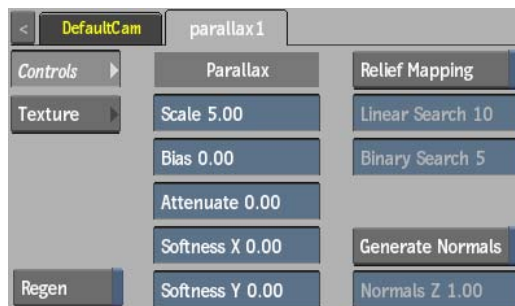 < DefaultCam parallax1
Controls Parallax Relief Mapping
Texture Scale 5.00 Linear Search 10
Bias 0.00 Binary Search 5
Attenuate 0.00
Softness X 0.00 Generate Normals
Regen Softness Y 0.00 Normals Z 1.00